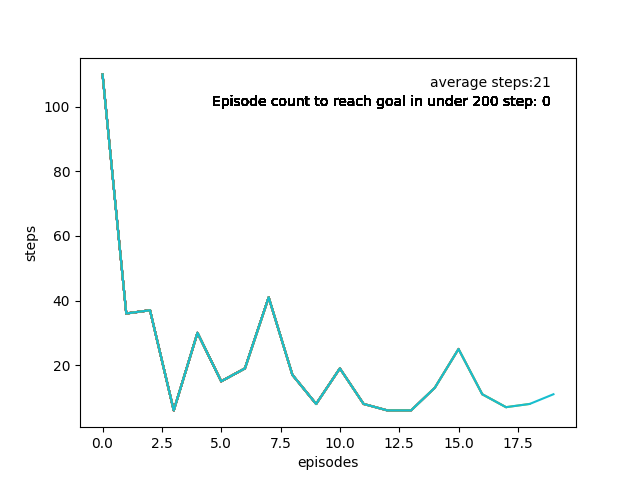 average steps:21
Episode count to reach goal in under 200 step: 0
100
80
60
40
20
steps
0.0 2.5 5.0 7.5 10.0 12.5 15.0 17.5
episodes